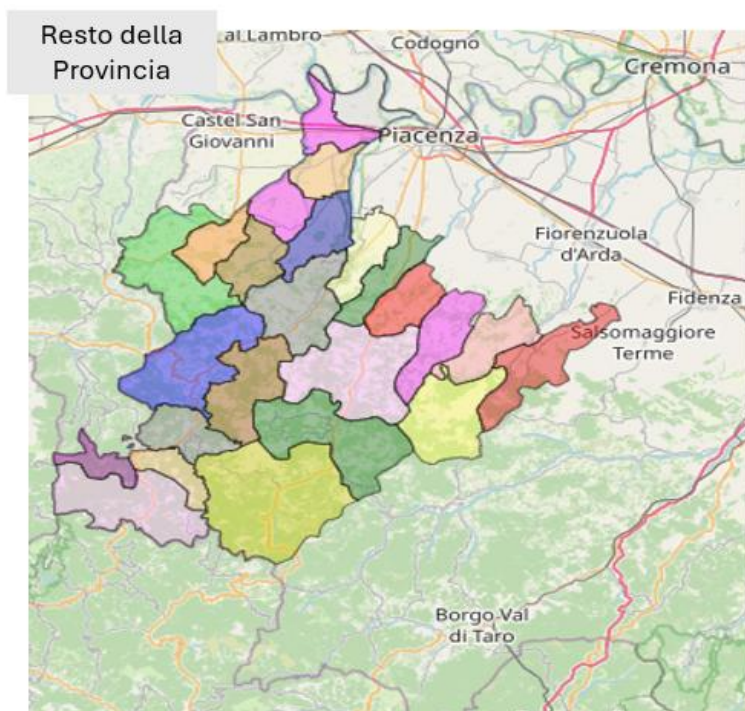 Resto della
Provincia
al Lambro
Codogno
Cremona
Castel San
Giovanni
Piacenza
Fiorenzuola
d'Arda
Fidenza
Salsomaggiore
Terme
Borgo Val
di Taro